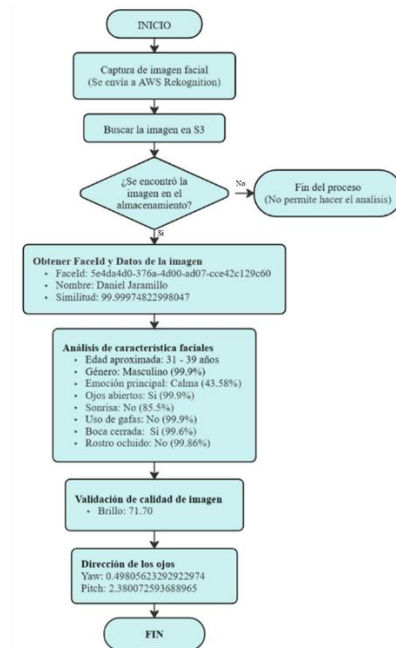 INICIO
Captura de imagen facial
(Se envía a AWS Rekognition)
Buscar la imagen en S3
¿Se encontró la
imagen en el
almacenamiento?
No
Fin del proceso
(No permite hacer el analisis)
Si
Obtener FaceId y Datos de la imagen
• FaceId: 5e4da4d0-376a-4d00-ad07-cce42c129c60
• Nombre: Daniel Jaramillo
• Similitud: 99.99974822998047
Análisis de característica faciales
• Edad aproximada: 31 - 39 años
• Género: Masculino (99.9%)
• Emoción principal: Calma (43.58%)
• Ojos abiertos: Si (99.9%)
• Sonrisa: No (85.5%)
• Uso de gafas: No (99.9%)
• Boca cerrada: Si (99.6%)
• Rostro ocluido: No (99.86%)
Validación de calidad de imagen
• Brillo: 71.70
Dirección de los ojos
Yaw: 0.49805623292922974
Pitch: 2.380072593688965
FIN